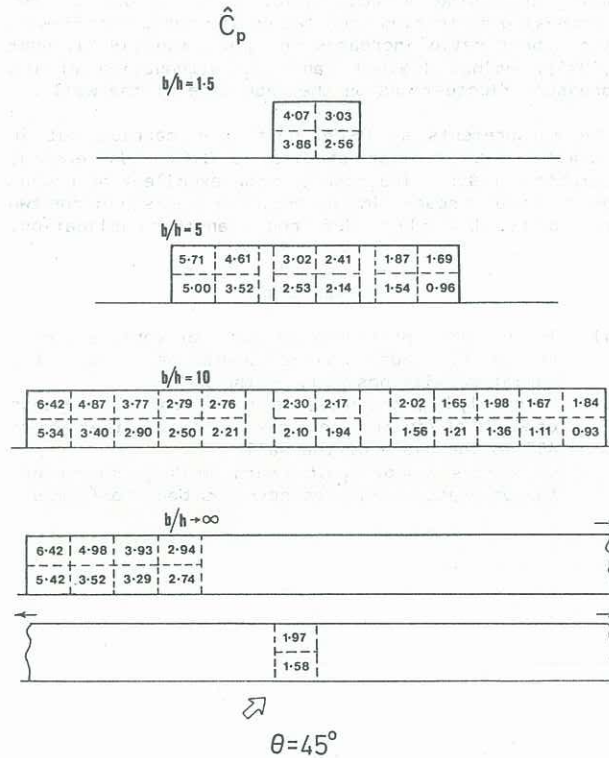 Ĉp
b/h = 1·5
4·07 3·03
3·86 2·56
b/h = 5
5·71 4·61 3·02 2·41 1·87 1·69
5·00 3·52 2·53 2·14 1·54 0·96
b/h = 10
6·42 4·87 3·77 2·79 2·76 2·30 2·17 2·02 1·65 1·98 1·67 1·84
5·34 3·40 2·90 2·50 2·21 2·10 1·94 1·56 1·21 1·36 1·11 0·93
b/h → ∞
6·42 4·98 3·93 2·94
5·42 3·52 3·29 2·74
1·97
1·58
θ = 45°